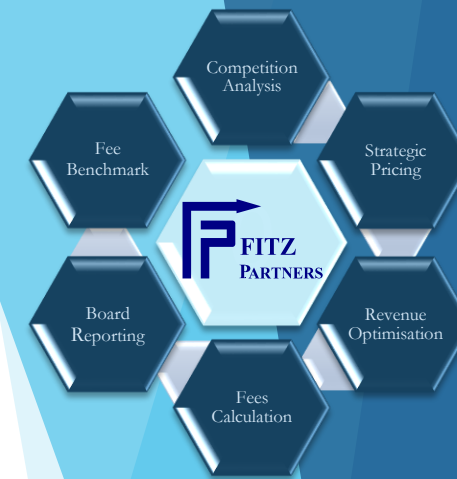 Competition
Analysis
Fee
Benchmark
Strategic
Pricing
FITZ
PARTNERS
Board
Reporting
Revenue
Optimisation
Fees
Calculation